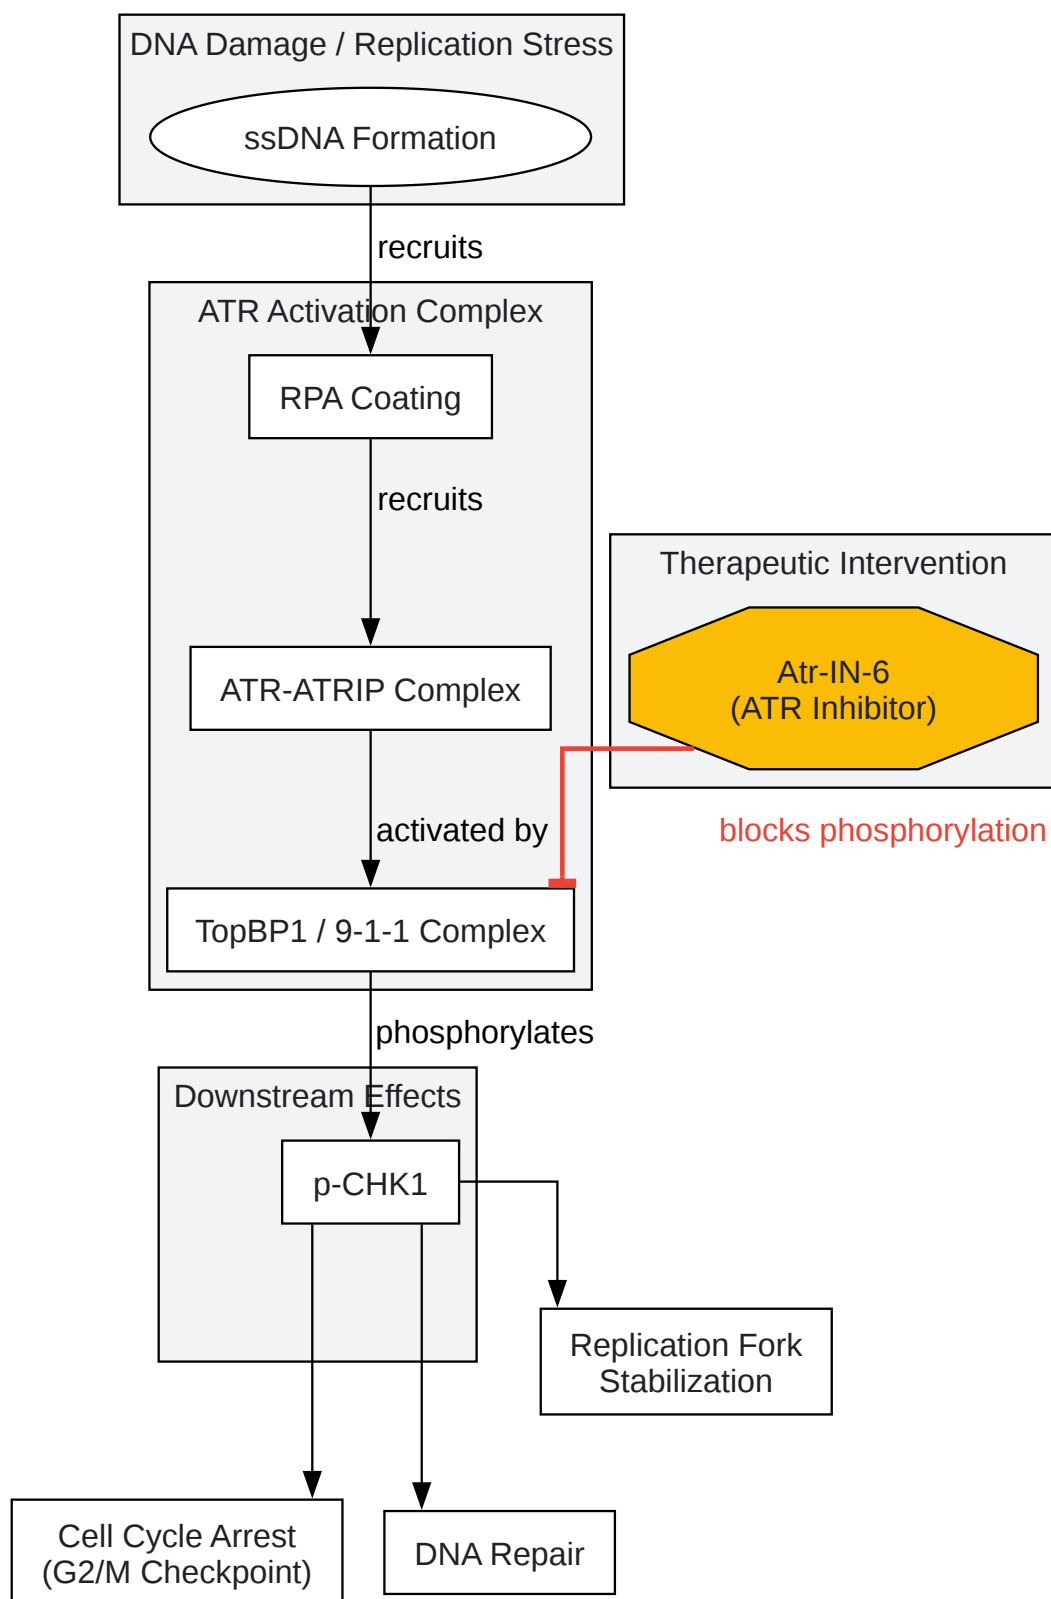 DNA Damage / Replication Stress
ssDNA Formation
recruits
ATR Activation Complex
RPA Coating
recruits
Therapeutic Intervention
Atr-IN-6
(ATR Inhibitor)
ATR-ATRIP Complex
activated by
blocks phosphorylation
TopBP1 / 9-1-1 Complex
phosphorylates
Downstream Effects
p-CHK1
Replication Fork
Stabilization
Cell Cycle Arrest
(G2/M Checkpoint)
DNA Repair